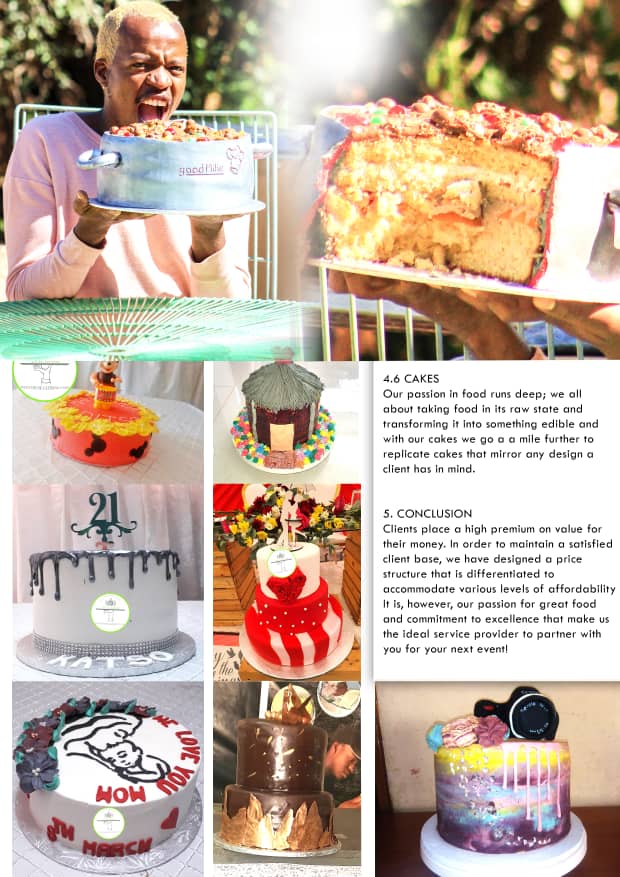 goodlife
4.6 CAKES
Our passion in food runs deep; we all
about taking food in its raw state and
transforming it into something edible and
with our cakes we go a a mile further to
replicate cakes that mirror any design a
client has in mind.
5. CONCLUSION
Clients place a high premium on value for
their money. In order to maintain a satisfied
client base, we have designed a price
structure that is differentiated to
accommodate various levels of affordability
It is, however, our passion for great food
and commitment to excellence that make us
the ideal service provider to partner with
you for your next event!
21
KATSO
WE LOVE YOU
MOM
8TH MARCH